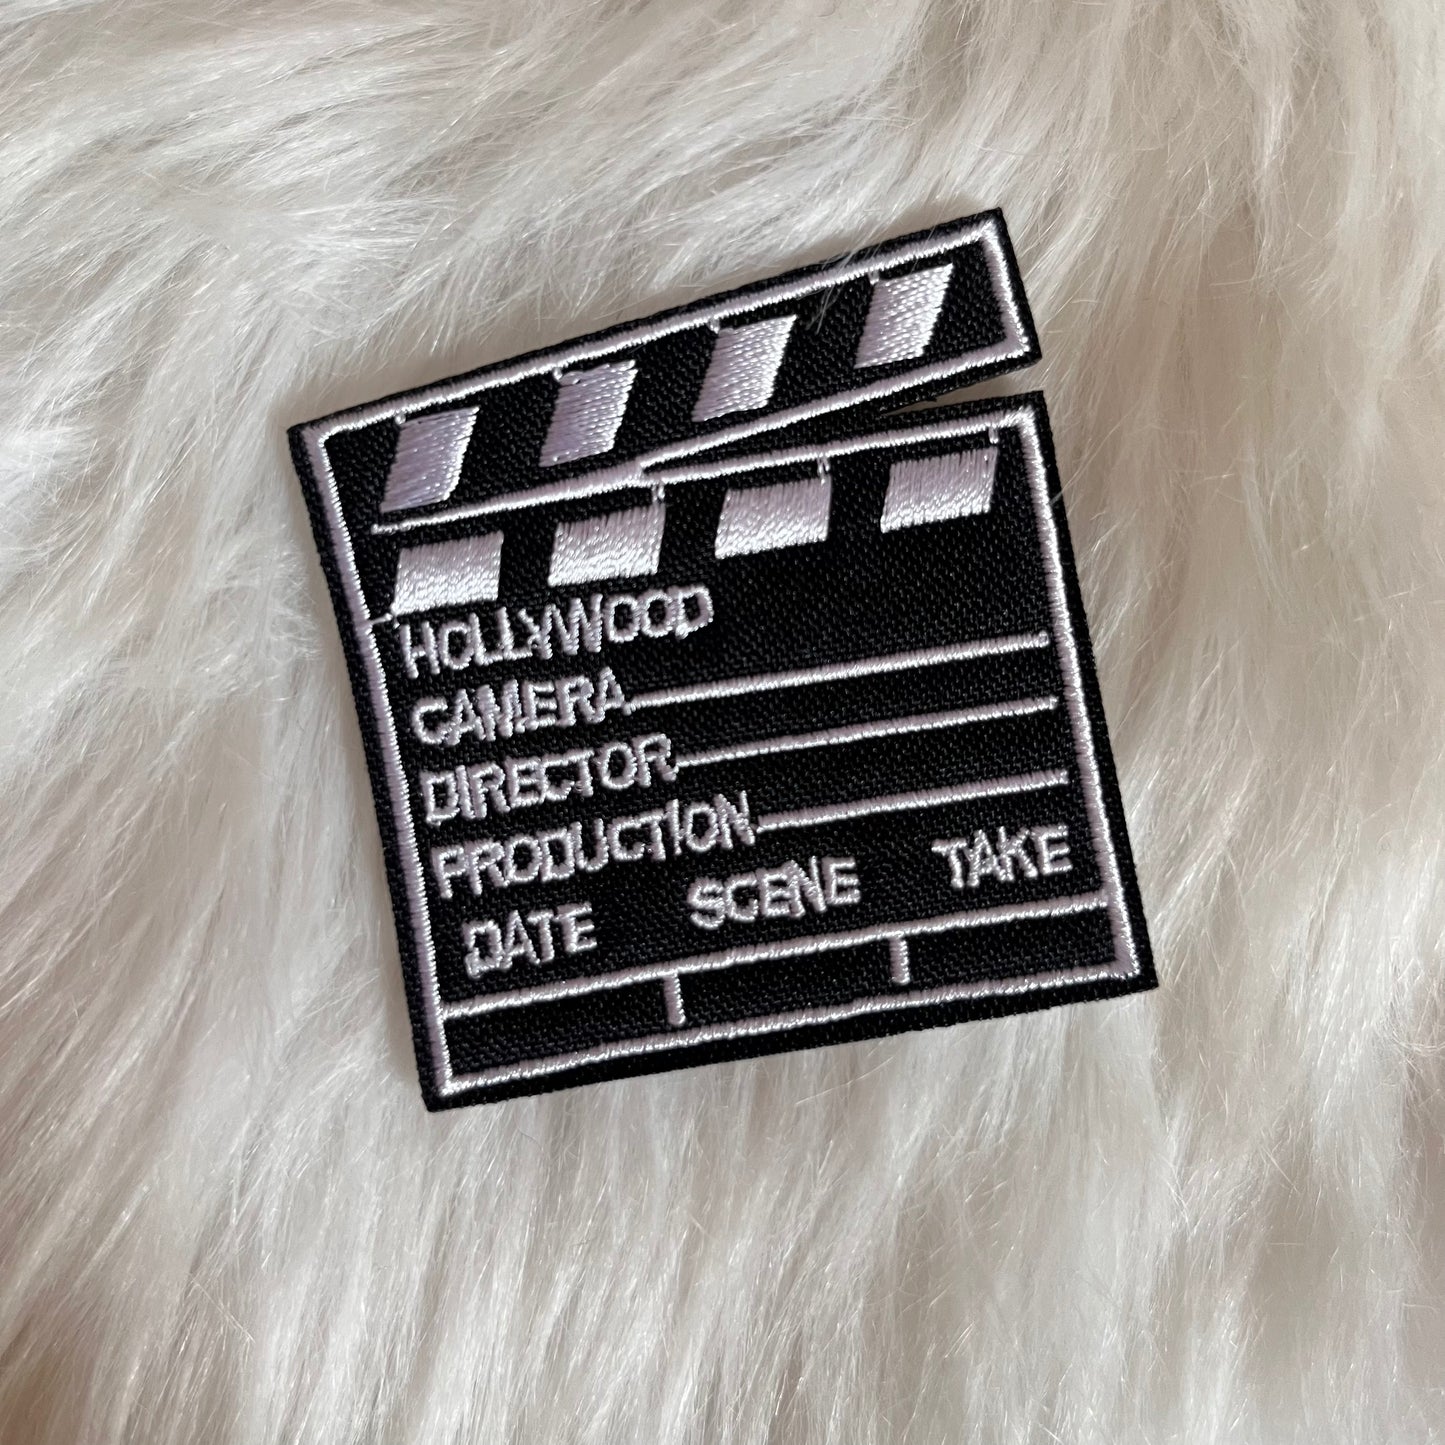 HOLLYWOOD
CAMERA
DIRECTOR
PRODUCTION
DATE SCENE TAKE